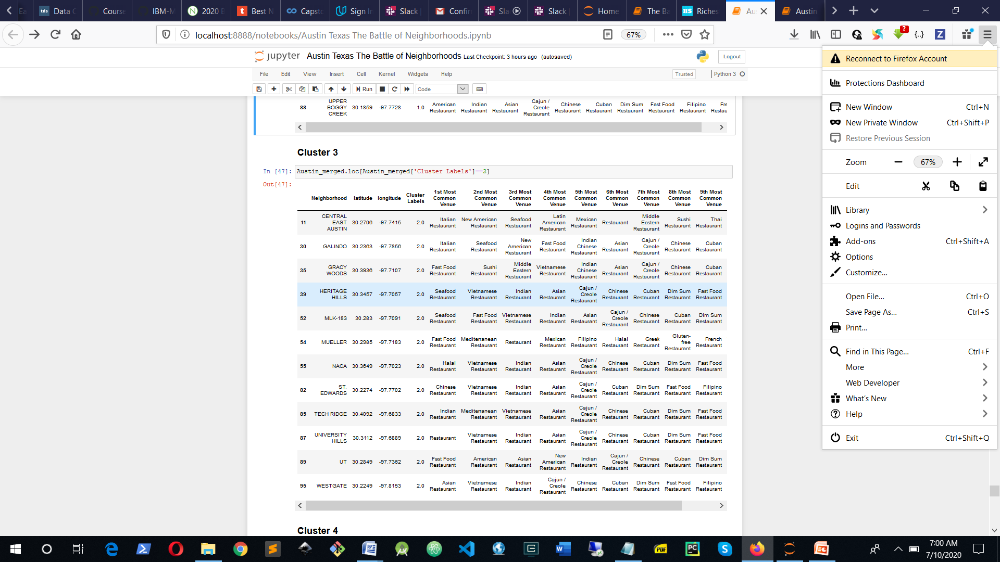 Ea
tds Data C
Course
IBM-M
2020 E
Best N
Capsto
Sign In
Slack
Confir
Sla
Slack
Home
The Ba
HS Riches
Au
Austin
localhost:8888/notebooks/Austin Texas The Battle of Neighborhoods.ipynb
67%
?
{..}
Z
jupyter Austin Texas The Battle of Neighborhoods Last Checkpoint: 3 hours ago (autosaved)
Logout
File Edit View Insert Cell Kernel Widgets Help
Trusted
Python 3
Run
Code
88 UPPER BOGGY CREEK 30.1859 -97.7728 1.0 American Restaurant Indian Restaurant Asian Restaurant Cajun / Creole Restaurant Chinese Restaurant Cuban Restaurant Dim Sum Restaurant Fast Food Restaurant Filipino Restaurant Fre Restau
Cluster 3
In [47]: Austin_merged.loc[Austin_merged['Cluster Labels']==2]
Out[47]:
Neighborhood latitude longitude Cluster Labels 1st Most Common Venue 2nd Most Common Venue 3rd Most Common Venue 4th Most Common Venue 5th Most Common Venue 6th Most Common Venue 7th Most Common Venue 8th Most Common Venue 9th Most Common Venue
11 CENTRAL EAST AUSTIN 30.2706 -97.7415 2.0 Italian Restaurant New American Restaurant Seafood Restaurant Latin American Restaurant Mexican Restaurant Restaurant Middle Eastern Restaurant Sushi Restaurant Thai Restaurant
30 GALINDO 30.2363 -97.7856 2.0 Italian Restaurant Seafood Restaurant New American Restaurant Fast Food Restaurant Indian Chinese Restaurant Asian Restaurant Cajun / Creole Restaurant Chinese Restaurant Cuban Restaurant
35 GRACY WOODS 30.3936 -97.7107 2.0 Fast Food Restaurant Sushi Restaurant Middle Eastern Restaurant Vietnamese Restaurant Indian Chinese Restaurant Asian Restaurant Cajun / Creole Restaurant Chinese Restaurant Cuban Restaurant
39 HERITAGE HILLS 30.3457 -97.7057 2.0 Seafood Restaurant Vietnamese Restaurant Indian Restaurant Asian Restaurant Cajun / Creole Restaurant Chinese Restaurant Cuban Restaurant Dim Sum Restaurant Fast Food Restaurant
52 MLK-183 30.283 -97.7091 2.0 Seafood Restaurant Fast Food Restaurant Vietnamese Restaurant Indian Restaurant Asian Restaurant Cajun / Creole Restaurant Chinese Restaurant Cuban Restaurant Dim Sum Restaurant
54 MUELLER 30.2985 -97.7183 2.0 Fast Food Restaurant Mediterranean Restaurant Restaurant Mexican Restaurant Filipino Restaurant Halal Restaurant Greek Restaurant Gluten-free Restaurant French Restaurant
55 NACA 30.3649 -97.7023 2.0 Halal Restaurant Vietnamese Restaurant Indian Restaurant Asian Restaurant Cajun / Creole Restaurant Chinese Restaurant Cuban Restaurant Dim Sum Restaurant Fast Food Restaurant
82 ST. EDWARDS 30.2274 -97.7702 2.0 Chinese Restaurant Vietnamese Restaurant Indian Restaurant Asian Restaurant Cajun / Creole Restaurant Cuban Restaurant Dim Sum Restaurant Fast Food Restaurant Filipino Restaurant
85 TECH RIDGE 30.4092 -97.6833 2.0 Indian Restaurant Mediterranean Restaurant Vietnamese Restaurant Asian Restaurant Cajun / Creole Restaurant Chinese Restaurant Cuban Restaurant Dim Sum Restaurant Fast Food Restaurant
87 UNIVERSITY HILLS 30.3112 -97.6889 2.0 Restaurant Vietnamese Restaurant Indian Restaurant Asian Restaurant Cajun / Creole Restaurant Chinese Restaurant Cuban Restaurant Dim Sum Restaurant Fast Food Restaurant
89 UT 30.2849 -97.7362 2.0 Fast Food Restaurant American Restaurant Asian Restaurant New American Restaurant Indian Restaurant Cajun / Creole Restaurant Chinese Restaurant Cuban Restaurant Dim Sum Restaurant
95 WESTGATE 30.2249 -97.8153 2.0 Asian Restaurant Vietnamese Restaurant Indian Restaurant Cajun / Creole Restaurant Chinese Restaurant Cuban Restaurant Dim Sum Restaurant Fast Food Restaurant Filipino Restaurant
Cluster 4
Reconnect to Firefox Account
Protections Dashboard
New Window Ctrl+N
New Private Window Ctrl+Shift+P
Restore Previous Session
Zoom 67%
Edit
Library
Logins and Passwords
Add-ons Ctrl+Shift+A
Options
Customize...
Open File... Ctrl+O
Save Page As... Ctrl+S
Print...
Find in This Page... Ctrl+F
More
Web Developer
What's New
Help
Exit Ctrl+Shift+Q
PDF
PC
7:00 AM
7/10/2020